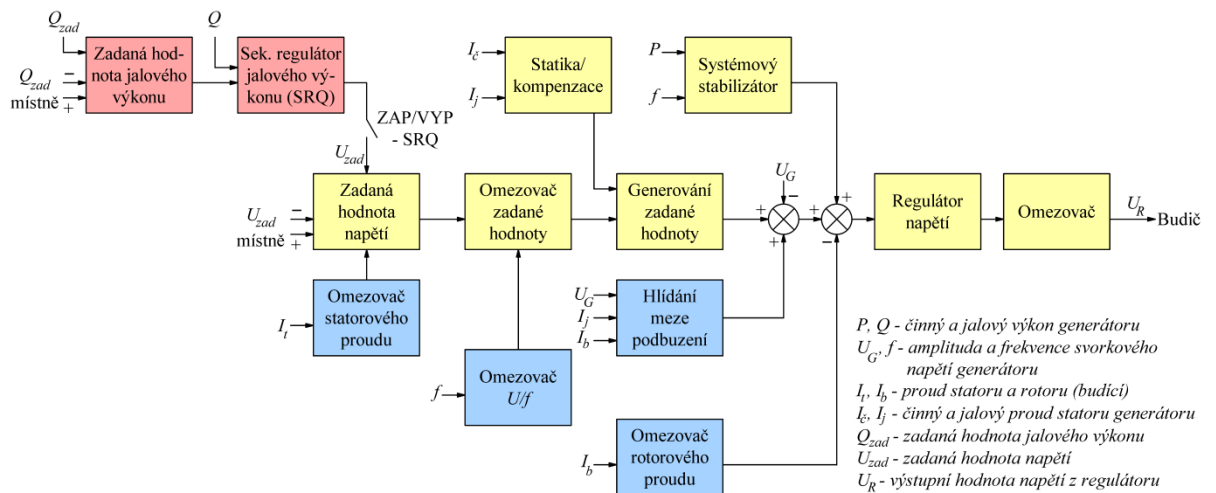 Q_zad
Q
Zadaná hod-
nota jalového
výkonu
Q_zad
místně
−
+
Sek. regulátor
jalového vý-
konu (SRQ)
ZAP/VYP
- SRQ
U_zad
I_č
I_j
Statika/
kompenzace
P
f
Systémový
stabilizátor
U_zad
místně
−
+
Zadaná
hodnota
napětí
Omezovač
zadané
hodnoty
Generování
zadané
hodnoty
U_G
−
+
+
+
+
−
Regulátor
napětí
Omezovač
U_R
Budič
I_t
Omezovač
statorového
proudu
f
Omezovač
U/f
U_G
I_j
I_b
Hlídání
meze
podbuzení
I_b
Omezovač
rotorového
proudu
P, Q - činný a jalový výkon generátoru
U_G, f - amplituda a frekvence svorkového
napětí generátoru
I_t, I_b - proud statoru a rotoru (budící)
I_č, I_j - činný a jalový proud statoru generátoru
Q_zad - zadaná hodnota jalového výkonu
U_zad - zadaná hodnota napětí
U_R - výstupní hodnota napětí z regulátoru